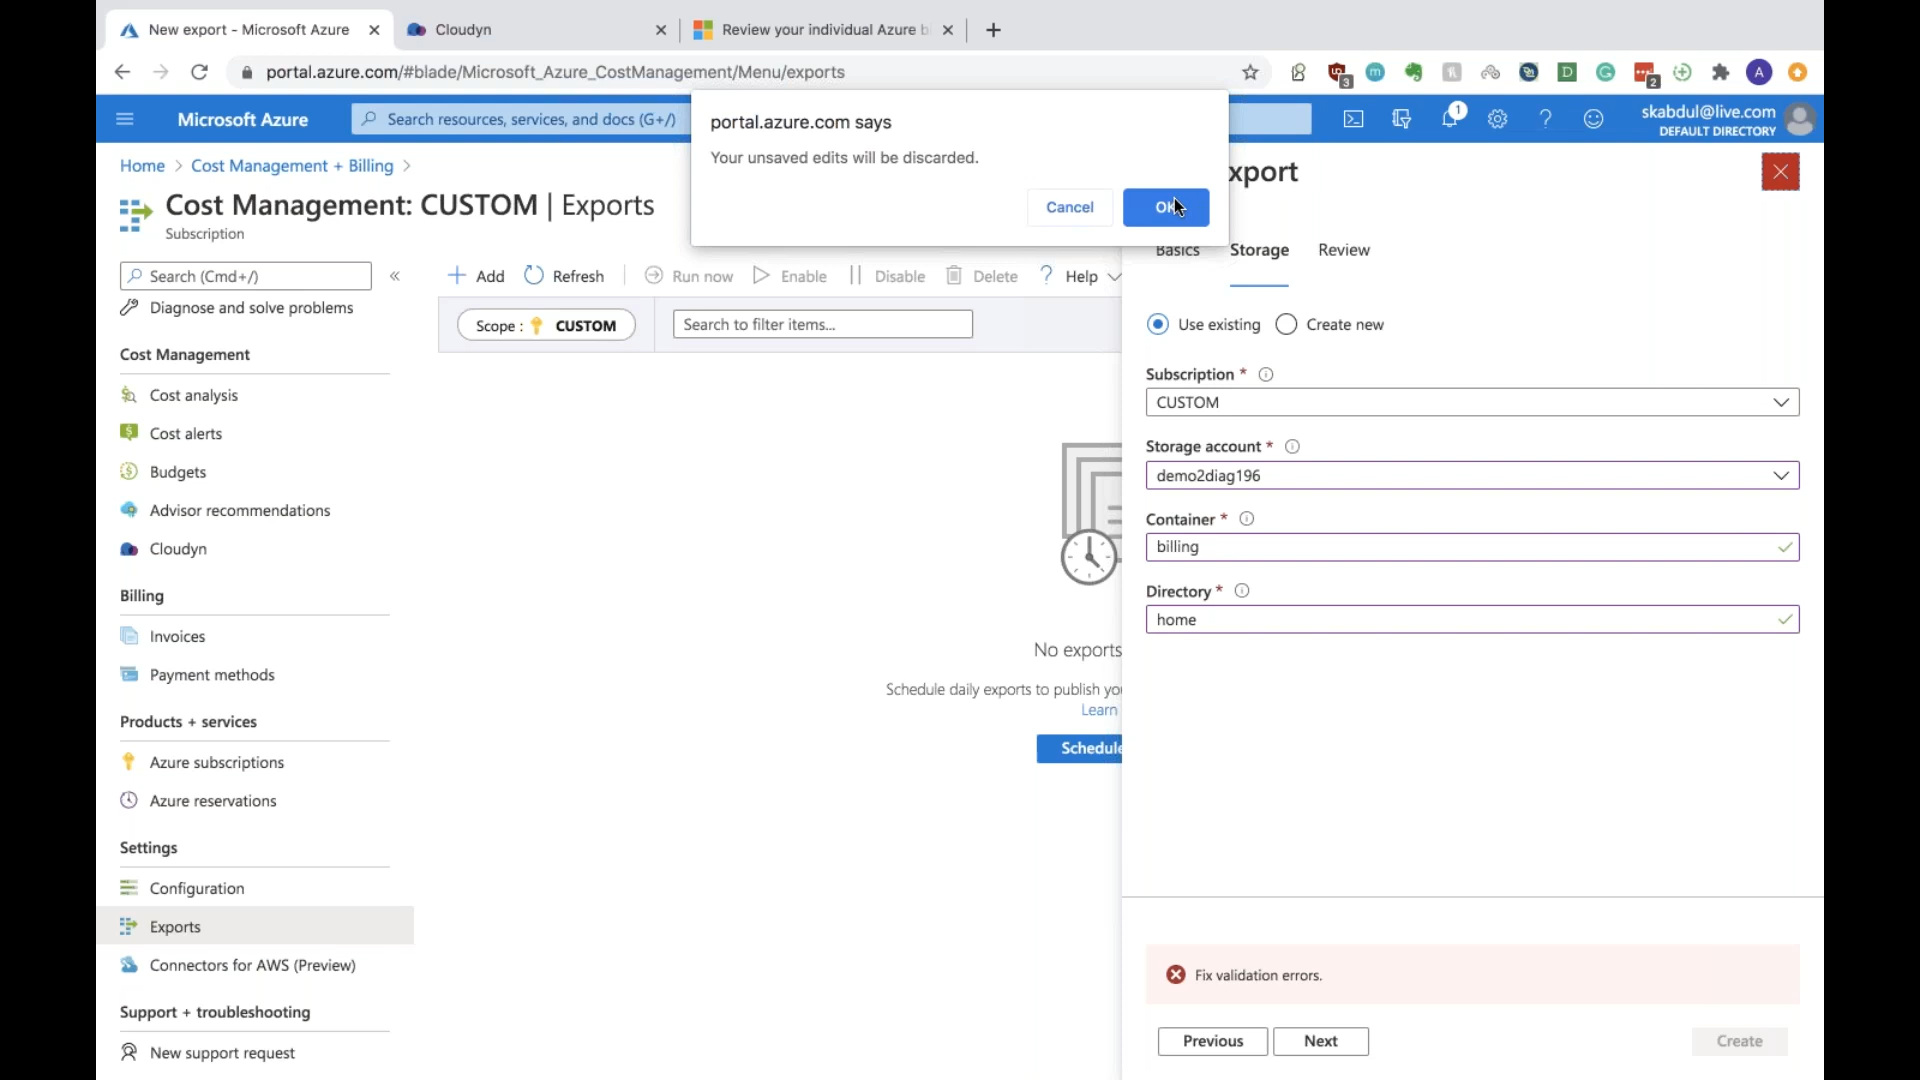 New export - Microsoft Azure
Cloudyn
Review your individual Azure bi
portal.azure.com/#blade/Microsoft_Azure_CostManagement/Menu/exports
3
2
A
Microsoft Azure
Search resources, services, and docs (G+/)
1
skabdul@live.com
DEFAULT DIRECTORY
portal.azure.com says
Your unsaved edits will be discarded.
Cancel
OK
Home > Cost Management + Billing >
Cost Management: CUSTOM | Exports
Subscription
Search (Cmd+/)
Diagnose and solve problems
Cost Management
Cost analysis
Cost alerts
Budgets
Advisor recommendations
Cloudyn
Billing
Invoices
Payment methods
Products + services
Azure subscriptions
Azure reservations
Settings
Configuration
Exports
Connectors for AWS (Preview)
Support + troubleshooting
New support request
Add
Refresh
Run now
Enable
Disable
Delete
Help
Scope : CUSTOM
Search to filter items...
No exports
Schedule daily exports to publish yo
Learn
Schedule
xport
Basics
Storage
Review
Use existing
Create new
Subscription *
CUSTOM
Storage account *
demo2diag196
Container *
billing
Directory *
home
Fix validation errors.
Previous
Next
Create